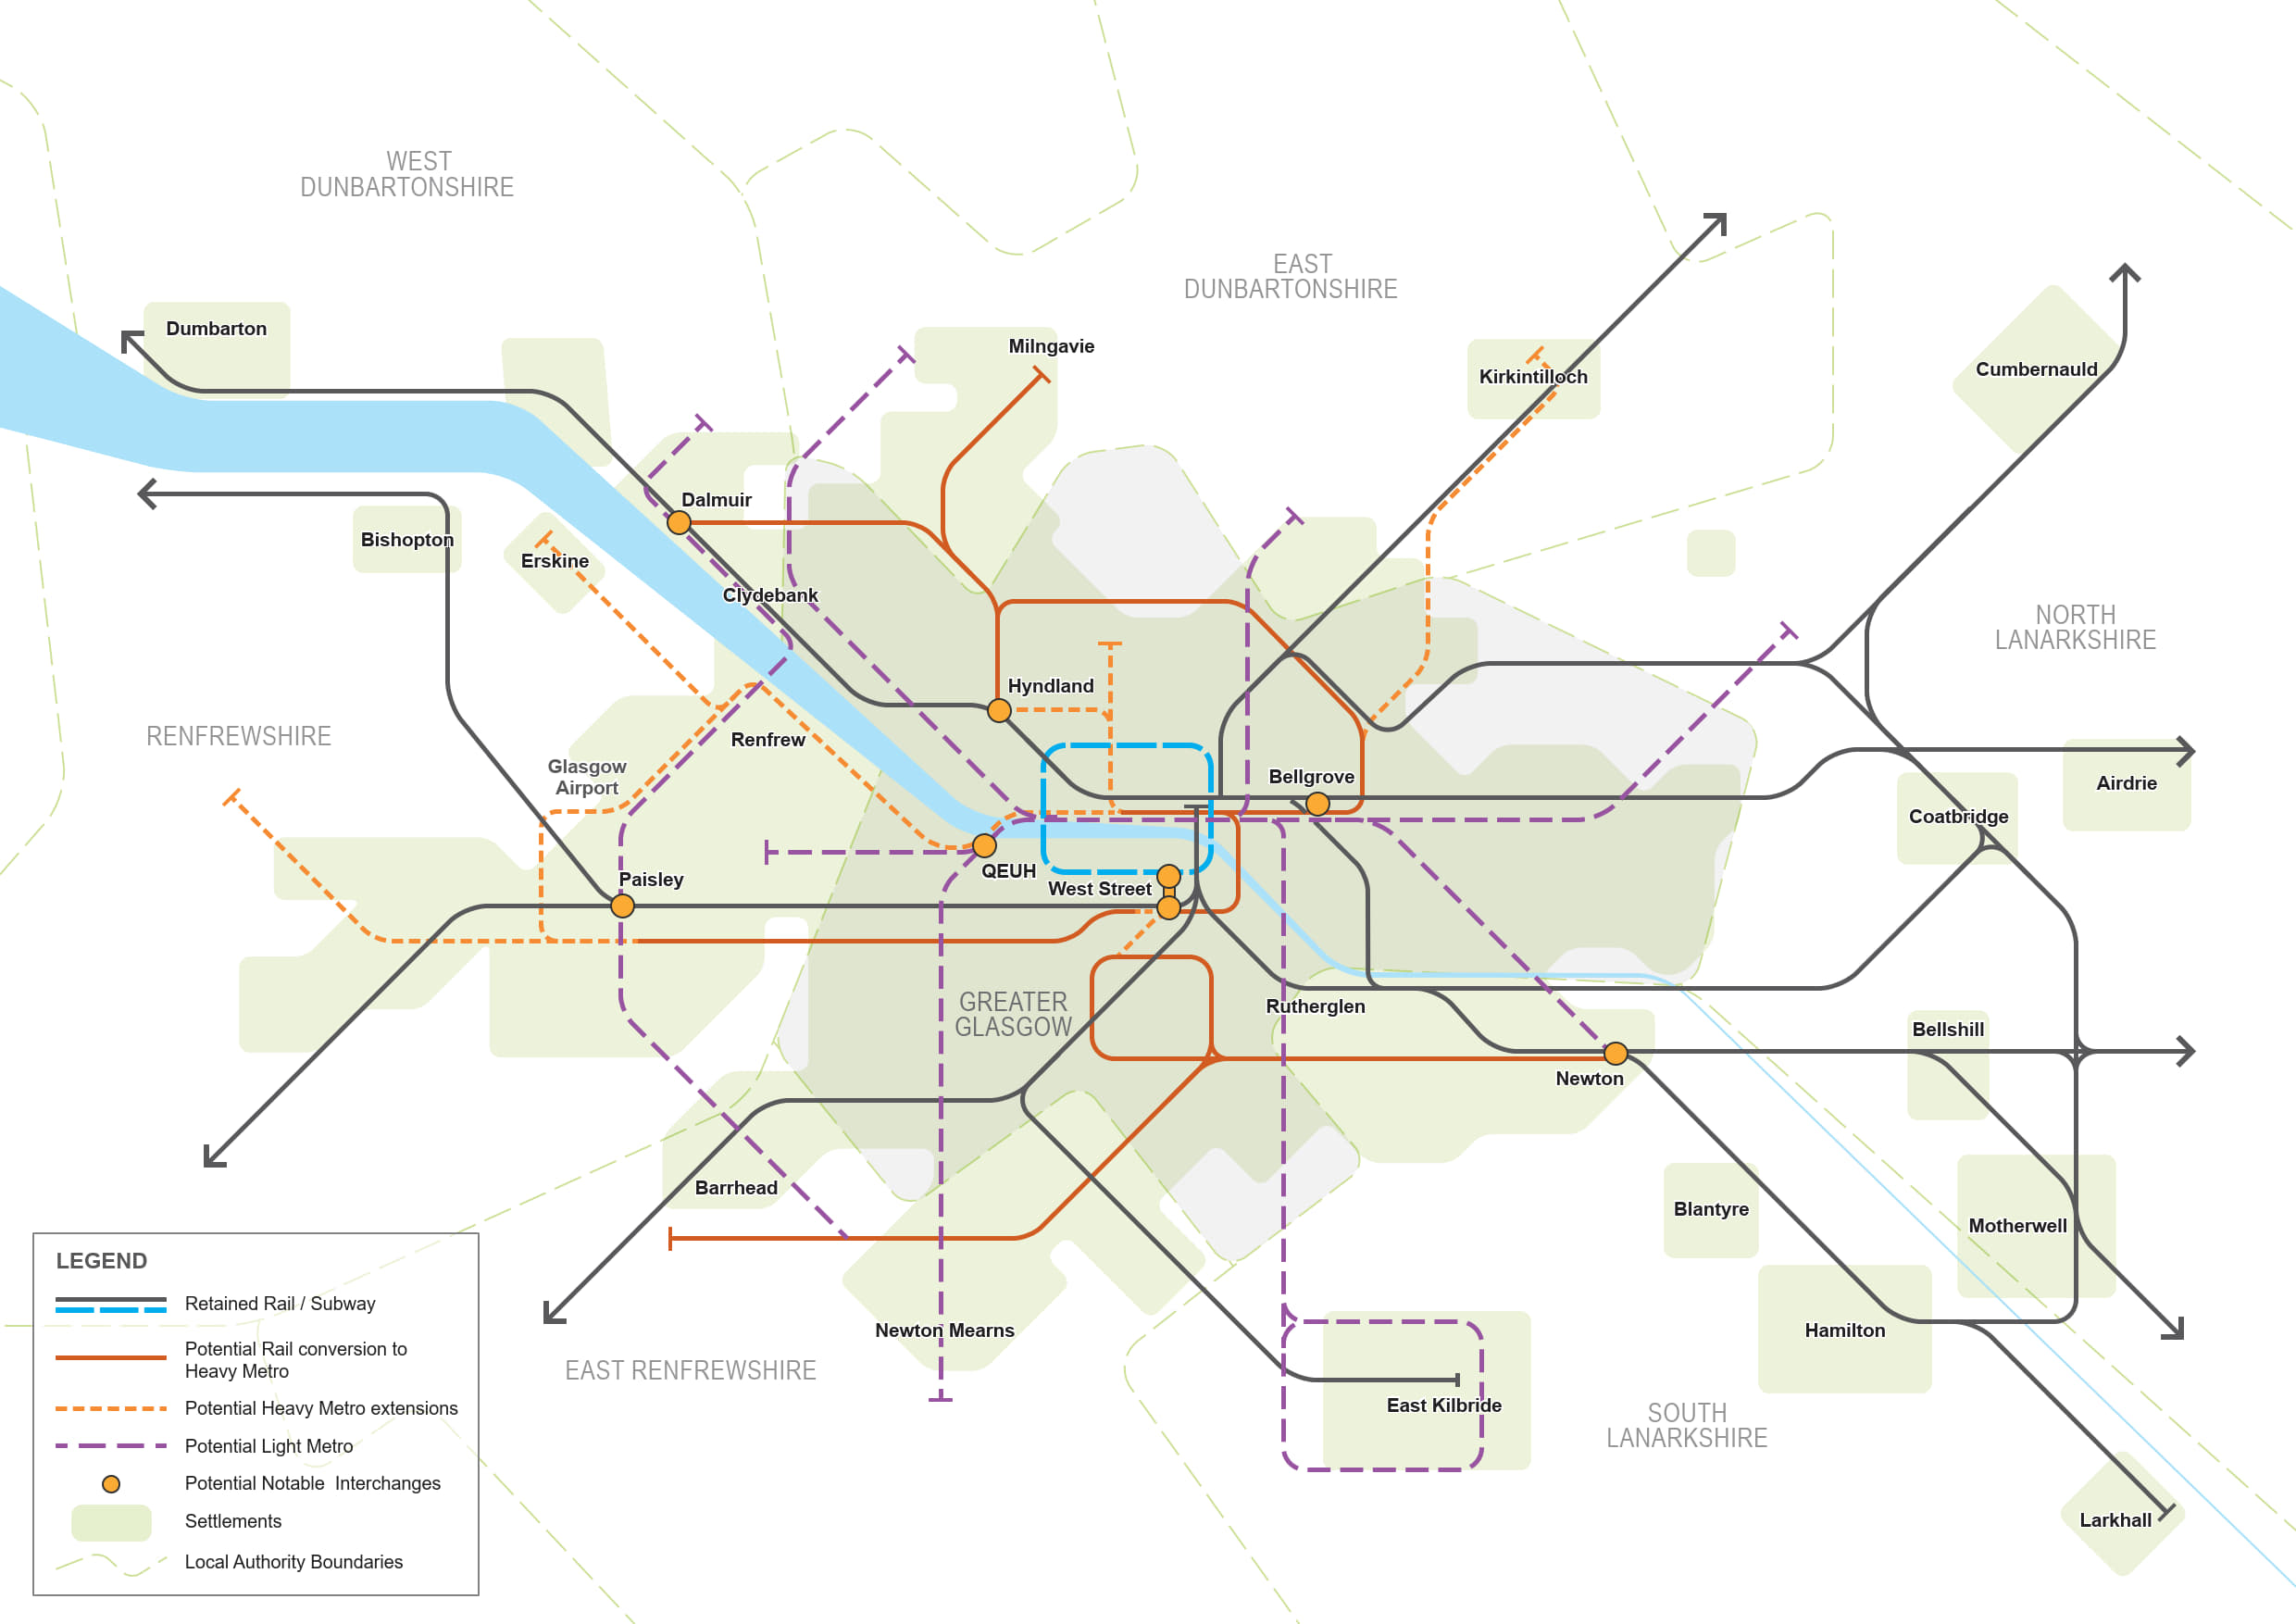 WEST
DUNBARTONSHIRE
EAST
DUNBARTONSHIRE
Dumbarton
Milngavie
Kirkintilloch
Cumbernauld
Dalmuir
Bishopton
Erskine
Clydebank
NORTH
LANARKSHIRE
Hyndland
RENFREWSHIRE
Renfrew
Glasgow
Airport
Bellgrove
Airdrie
Coatbridge
Paisley
QEUH
West Street
GREATER
GLASGOW
Rutherglen
Bellshill
Newton
Barrhead
Blantyre
Motherwell
Newton Mearns
Hamilton
EAST RENFREWSHIRE
East Kilbride
SOUTH
LANARKSHIRE
Larkhall
LEGEND
Retained Rail / Subway
Potential Rail conversion to
Heavy Metro
Potential Heavy Metro extensions
Potential Light Metro
Potential Notable Interchanges
Settlements
Local Authority Boundaries